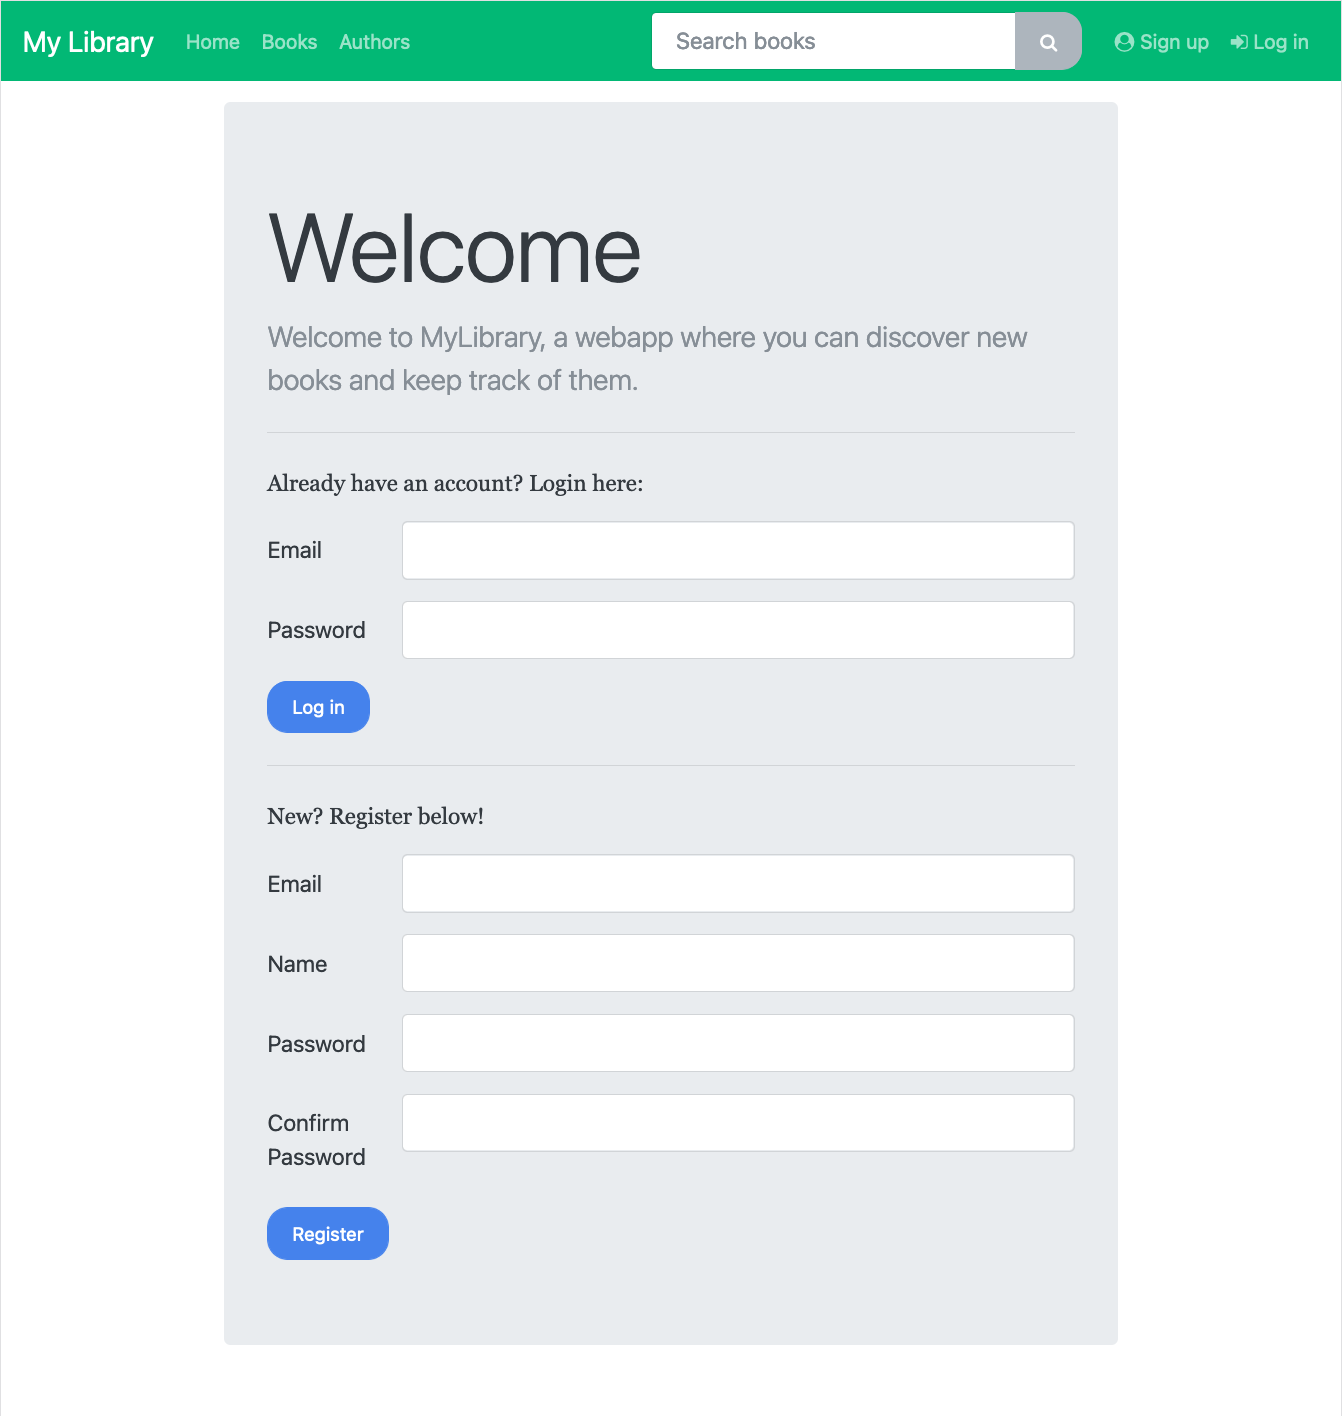 My Library Home Books Authors Search books Sign up Log in
Welcome
Welcome to MyLibrary, a webapp where you can discover new
books and keep track of them.
Already have an account? Login here:
Email
Password
Log in
New? Register below!
Email
Name
Password
Confirm
Password
Register